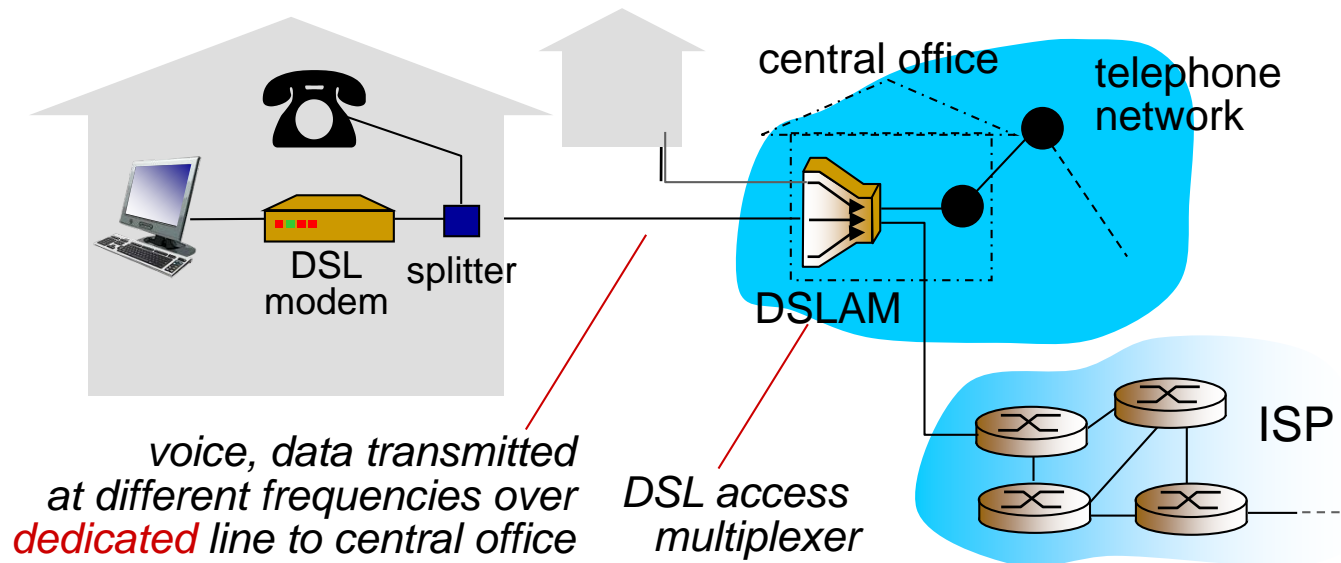 central office
telephone
network
DSL
modem
splitter
DSLAM
ISP
voice, data transmitted
at different frequencies over
dedicated line to central office
DSL access
multiplexer